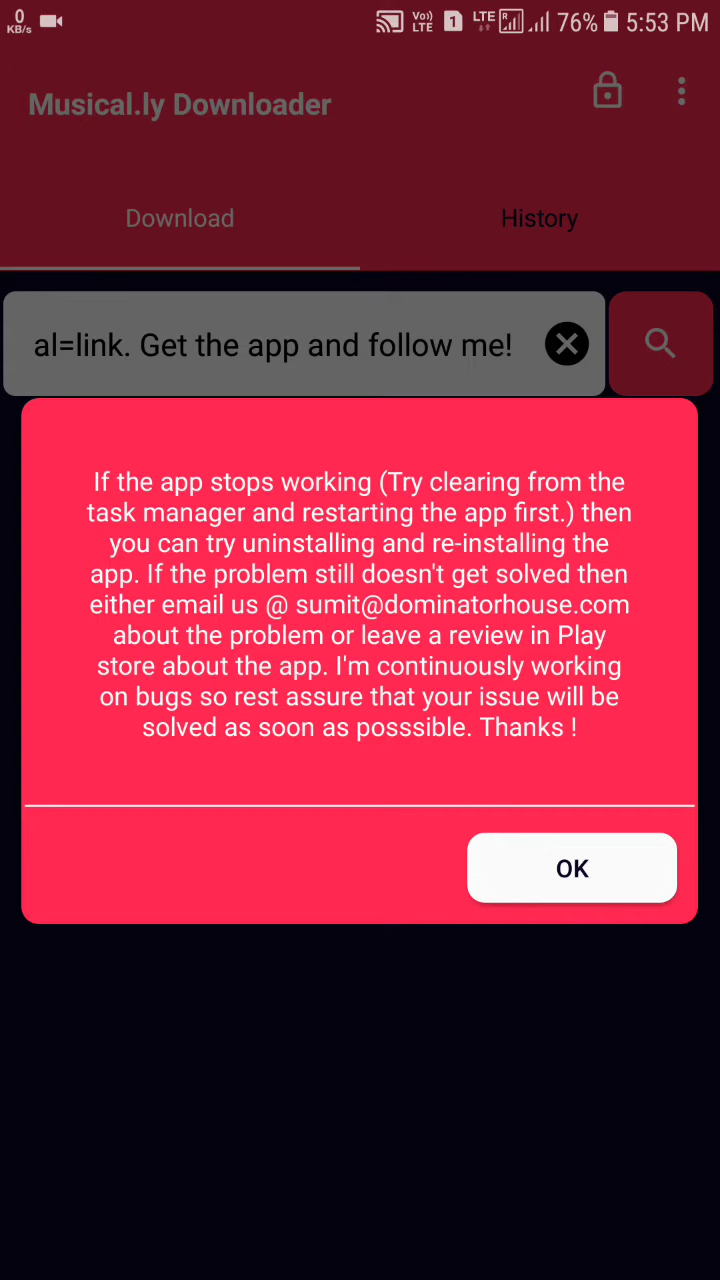 0
KB/s
Vo))
LTE
1
LTE
R
76%
5:53 PM
Musical.ly Downloader
Download
History
al=link. Get the app and follow me!
If the app stops working (Try clearing from the
task manager and restarting the app first.) then
you can try uninstalling and re-installing the
app. If the problem still doesn't get solved then
either email us @ sumit@dominatorhouse.com
about the problem or leave a review in Play
store about the app. I'm continuously working
on bugs so rest assure that your issue will be
solved as soon as posssible. Thanks !
OK